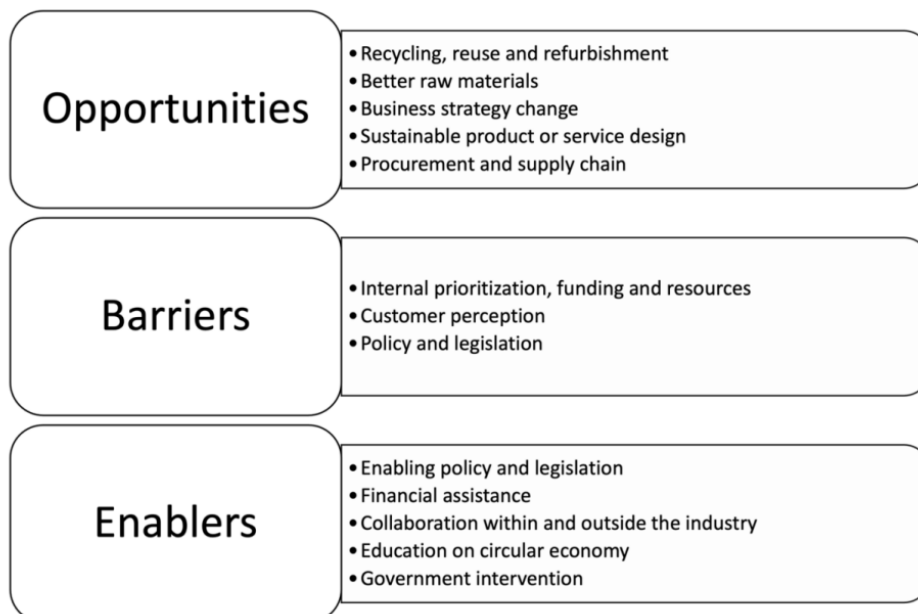 Opportunities
•Recycling, reuse and refurbishment
•Better raw materials
•Business strategy change
•Sustainable product or service design
•Procurement and supply chain
Barriers
•Internal prioritization, funding and resources
•Customer perception
•Policy and legislation
Enablers
•Enabling policy and legislation
•Financial assistance
•Collaboration within and outside the industry
•Education on circular economy
•Government intervention